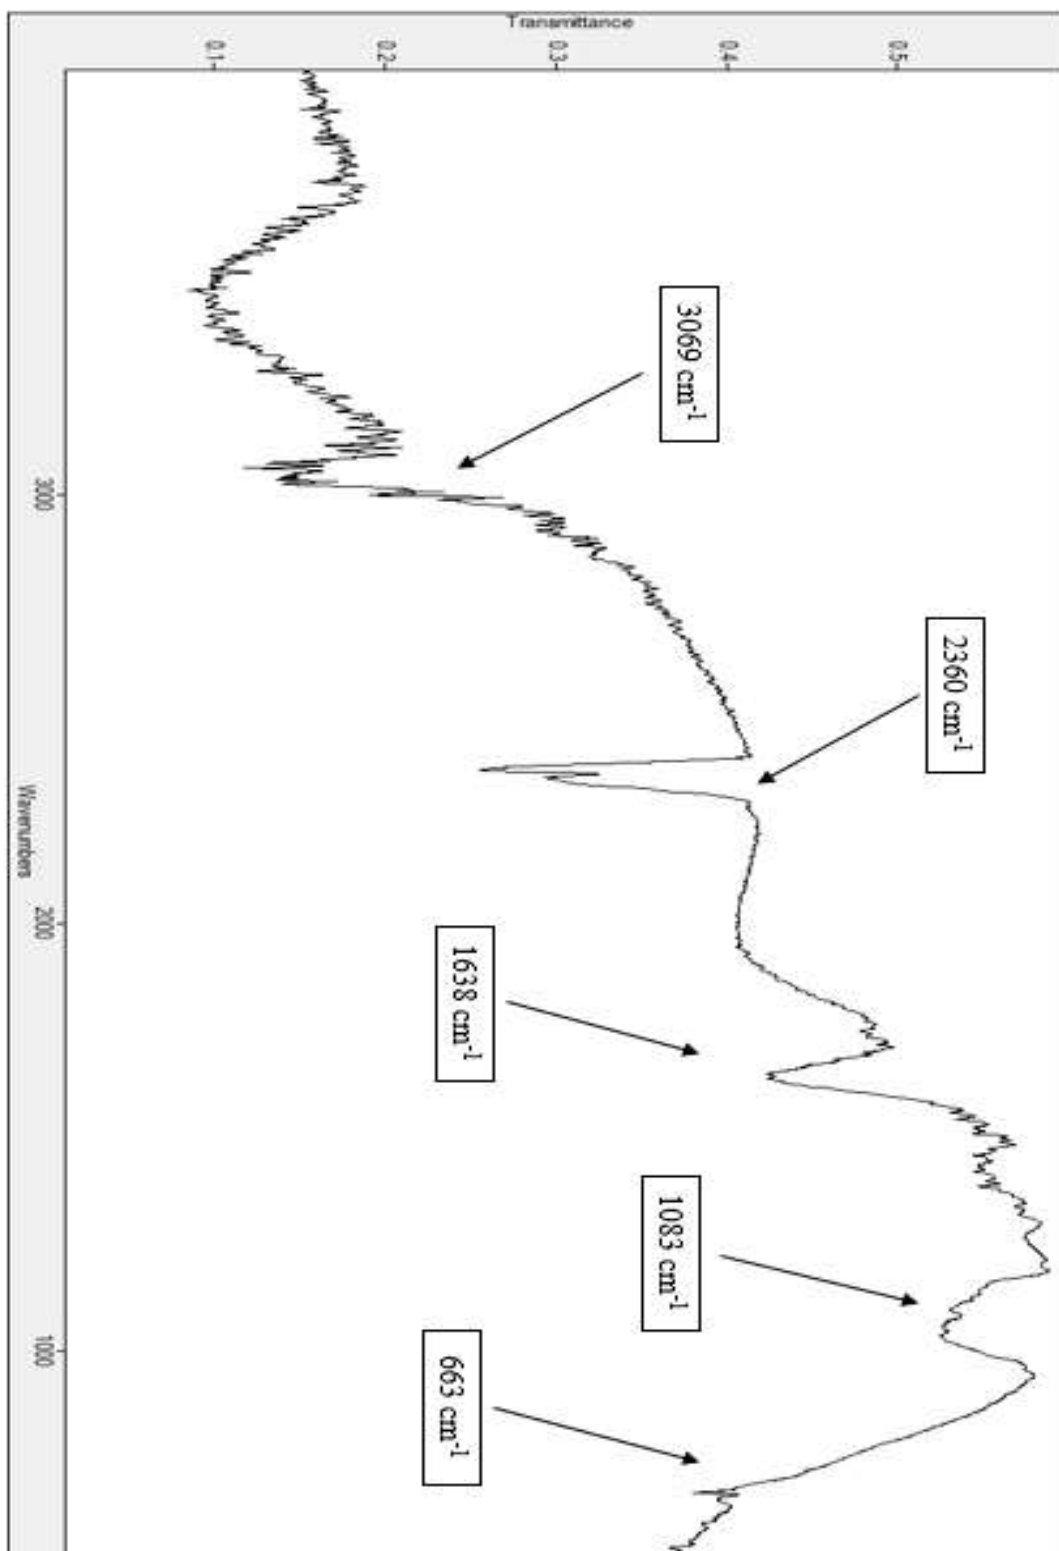 Transmittance
0.1
0.2
0.3
0.4
0.5
3069 cm-1
2360 cm-1
1638 cm-1
1083 cm-1
663 cm-1
3000
2000
1000
Wavenumbers